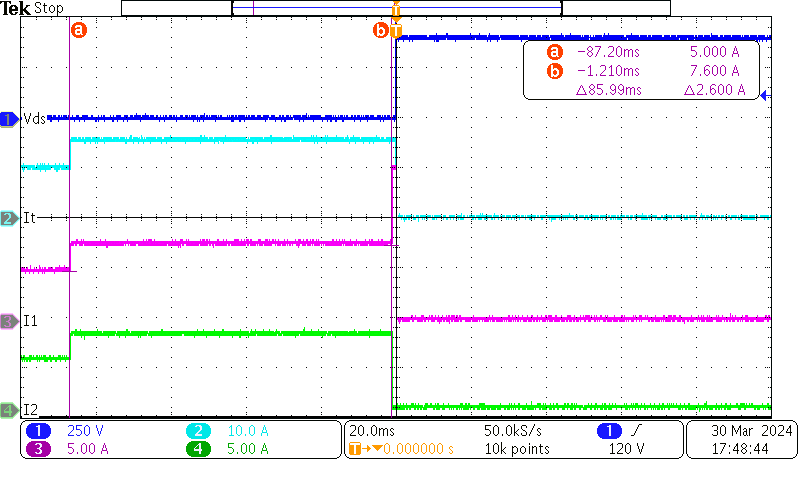 Tek Stop
T
a b T
a −87.20ms 5.000 A
b −1.210ms 7.600 A
△85.99ms △2.600 A
1 Vds
2 It
3 I1
4 I2
1 250 V 2 10.0 A
3 5.00 A 4 5.00 A
20.0ms 50.0kS/s 1
T→▼0.000000 s 10k points 120 V
30 Mar 2024
17:48:44